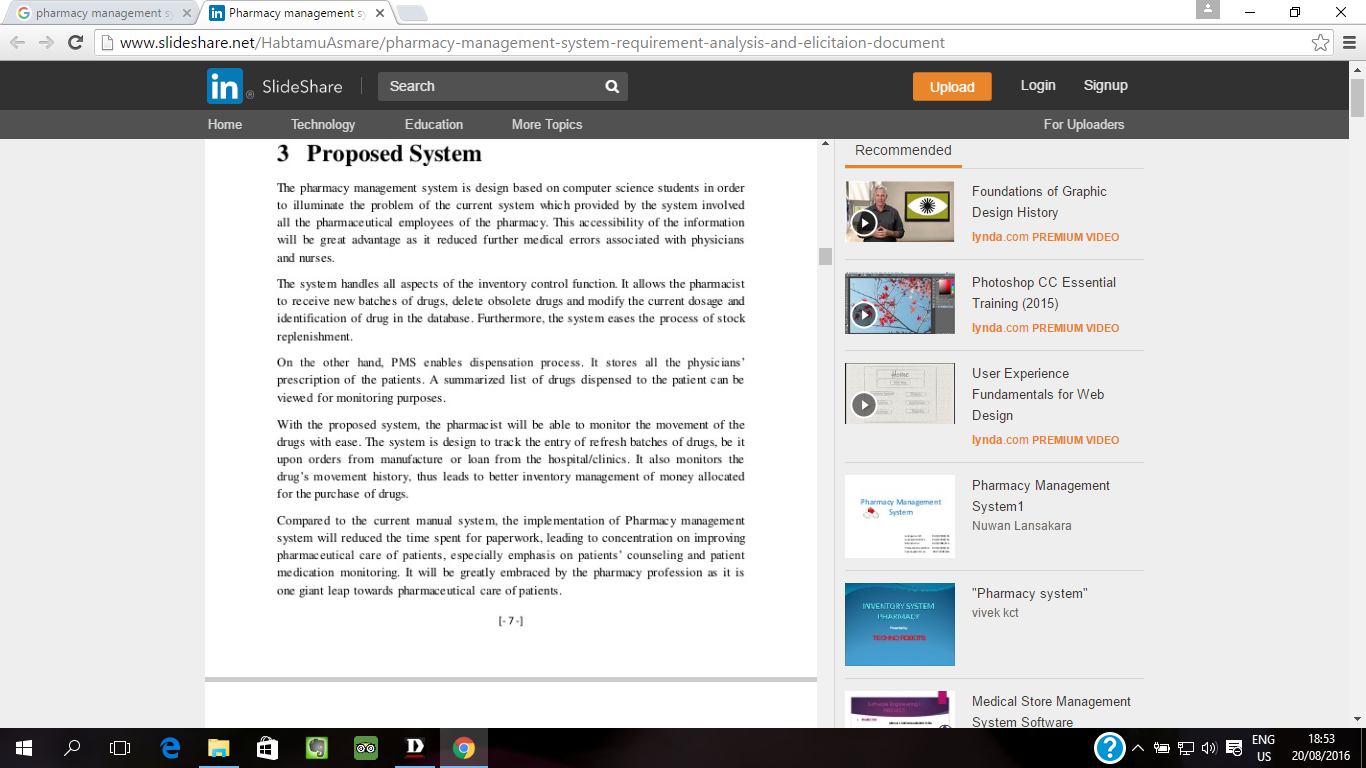 pharmacy management sy
Pharmacy management sy
www.slideshare.net/HabtamuAsmare/pharmacy-management-system-requirement-analysis-and-elicitaion-document
in SlideShare
Search
Upload
Login
Signup
Home
Technology
Education
More Topics
For Uploaders
3 Proposed System
The pharmacy management system is design based on computer science students in order
to illuminate the problem of the current system which provided by the system involved
all the pharmaceutical employees of the pharmacy. This accessibility of the information
will be great advantage as it reduced further medical errors associated with physicians
and nurses.
The system handles all aspects of the inventory control function. It allows the pharmacist
to receive new batches of drugs, delete obsolete drugs and modify the current dosage and
identification of drug in the database. Furthermore, the system eases the process of stock
replenishment.
On the other hand, PMS enables dispensation process. It stores all the physicians’
prescription of the patients. A summarized list of drugs dispensed to the patient can be
viewed for monitoring purposes.
With the proposed system, the pharmacist will be able to monitor the movement of the
drugs with ease. The system is design to track the entry of refresh batches of drugs, be it
upon orders from manufacture or loan from the hospital/clinics. It also monitors the
drug’s movement history, thus leads to better inventory management of money allocated
for the purchase of drugs.
Compared to the current manual system, the implementation of Pharmacy management
system will reduced the time spent for paperwork, leading to concentration on improving
pharmaceutical care of patients, especially emphasis on patients’ counseling and patient
medication monitoring. It will be greatly embraced by the pharmacy profession as it is
one giant leap towards pharmaceutical care of patients.
[- 7 -]
Recommended
Foundations of Graphic
Design History
lynda.com PREMIUM VIDEO
Photoshop CC Essential
Training (2015)
lynda.com PREMIUM VIDEO
Home
User Experience
Fundamentals for Web
Design
lynda.com PREMIUM VIDEO
Pharmacy Management
System
Pharmacy Management
System1
Nuwan Lansakara
INVENTORY SYSTEM
PHARMACY
TECHNO ROBOTS
"Pharmacy system"
vivek kct
Medical Store Management
System Software
ENG
US
18:53
20/08/2016